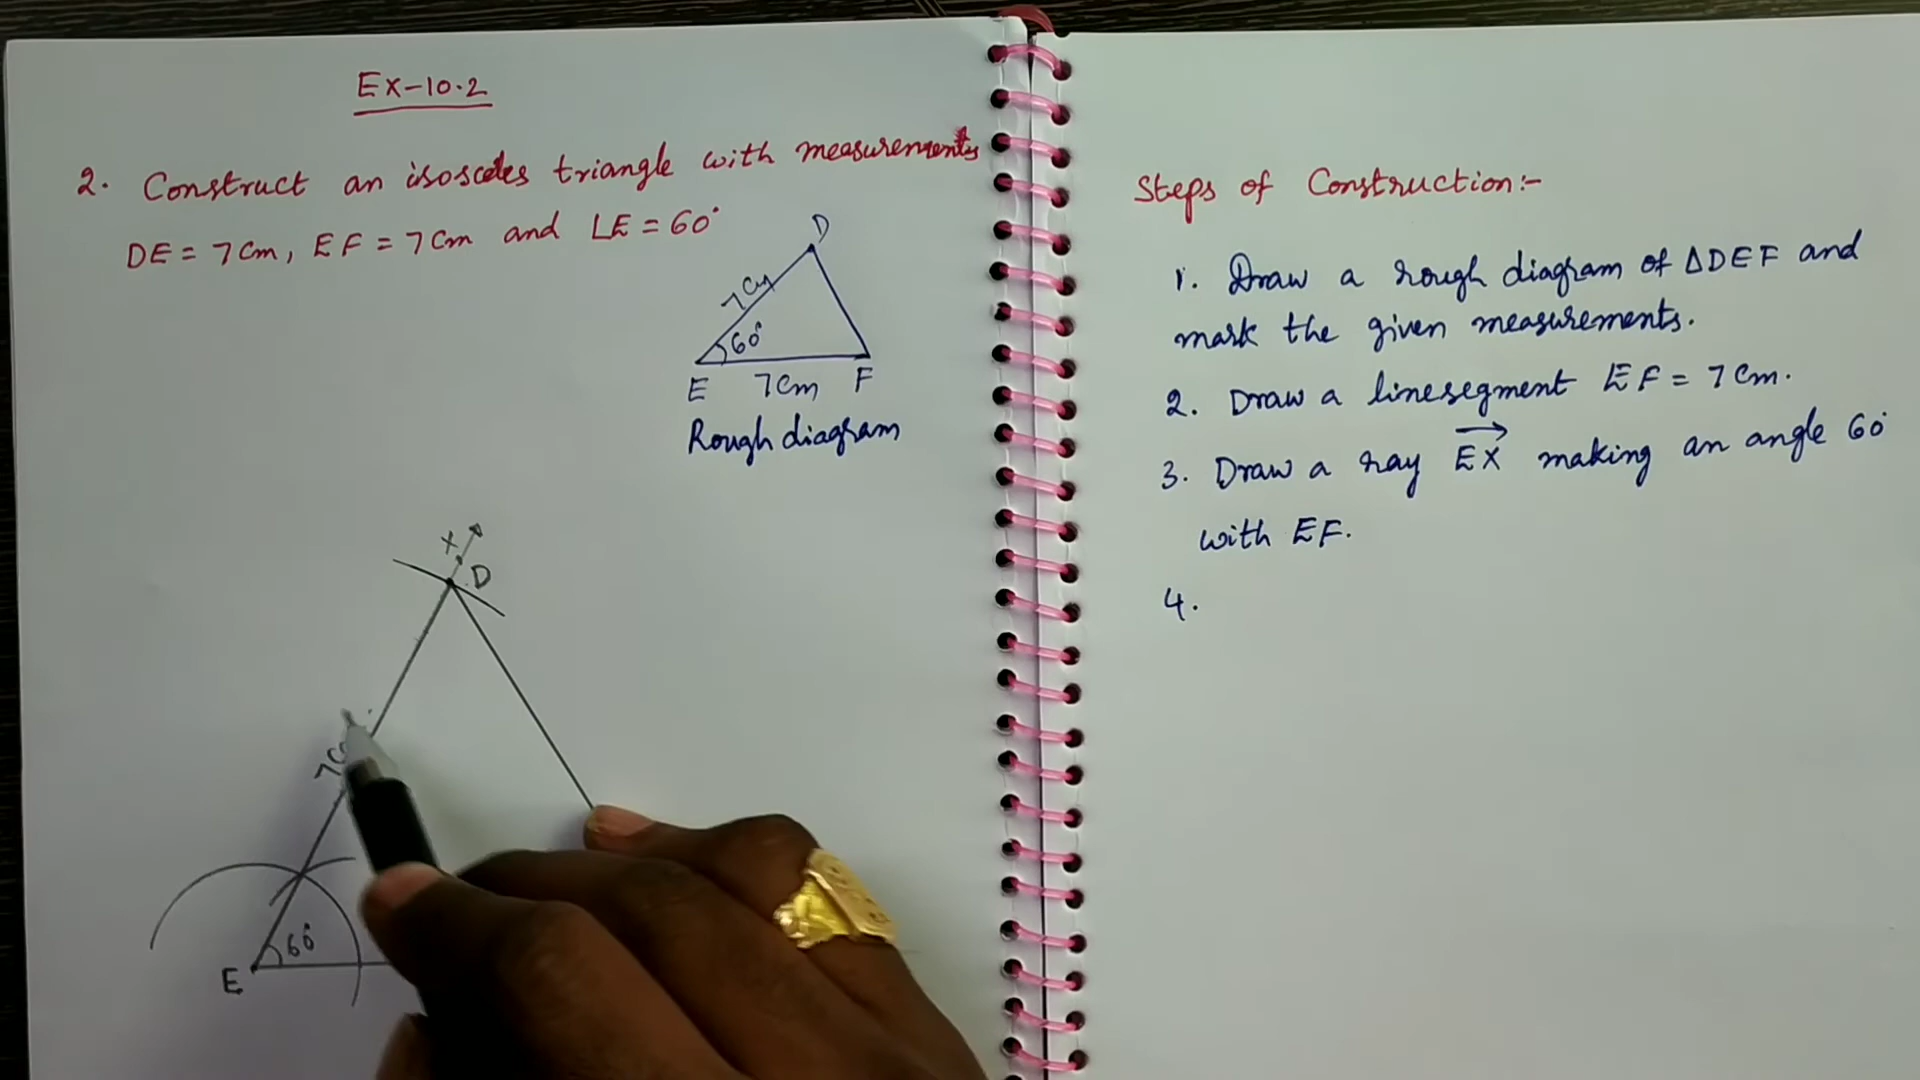 Ex-10.2
2. Construct an isosceles triangle with measurements
DE = 7cm, EF = 7cm and ∠E = 60°
D
7cm
60°
E 7cm F
Rough diagram
X
D
60°
E
Steps of Construction:-
1. Draw a rough diagram of ΔDEF and
mark the given measurements.
2. Draw a linesegment EF = 7cm.
3. Draw a ray EX making an angle 60°
with EF.
4.